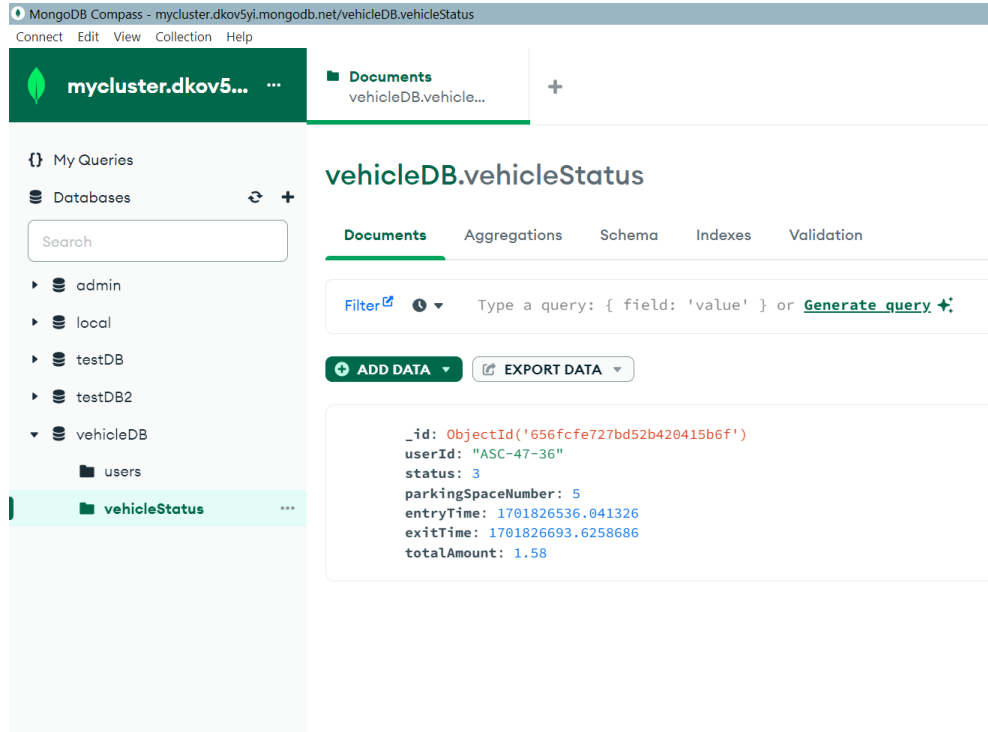 MongoDB Compass - mycluster.dkov5yi.mongodb.net/vehicleDB.vehicleStatus
Connect Edit View Collection Help
mycluster.dkov5... ...
Documents
vehicleDB.vehicle...
+
{} My Queries
Databases +
Search
admin
local
testDB
testDB2
vehicleDB
users
vehicleStatus ...
vehicleDB.vehicleStatus
Documents Aggregations Schema Indexes Validation
Filter Type a query: { field: 'value' } or Generate query
ADD DATA EXPORT DATA
_id: ObjectId('656fcfe727bd52b420415b6f')
userId: "ASC-47-36"
status: 3
parkingSpaceNumber: 5
entryTime: 1701826536.041326
exitTime: 1701826693.6258686
totalAmount: 1.58